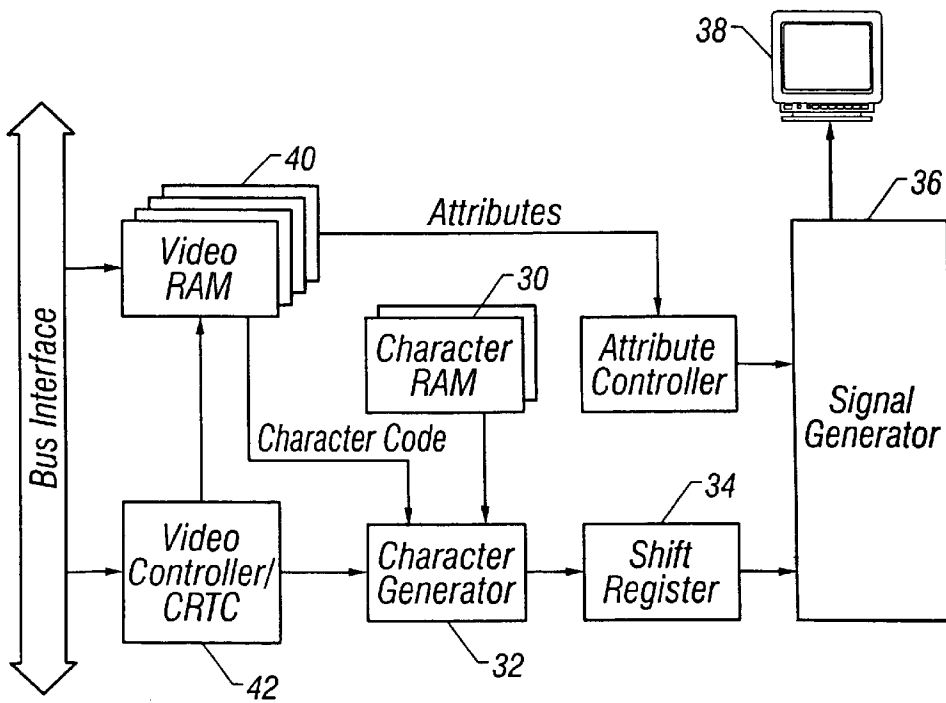 38
40
36
Attributes
Video
RAM
30
Character
RAM
Attribute
Controller
Bus Interface
Signal
Generator
Character Code
34
Video
Controller/
CRTC
Character
Generator
Shift
Register
32
42